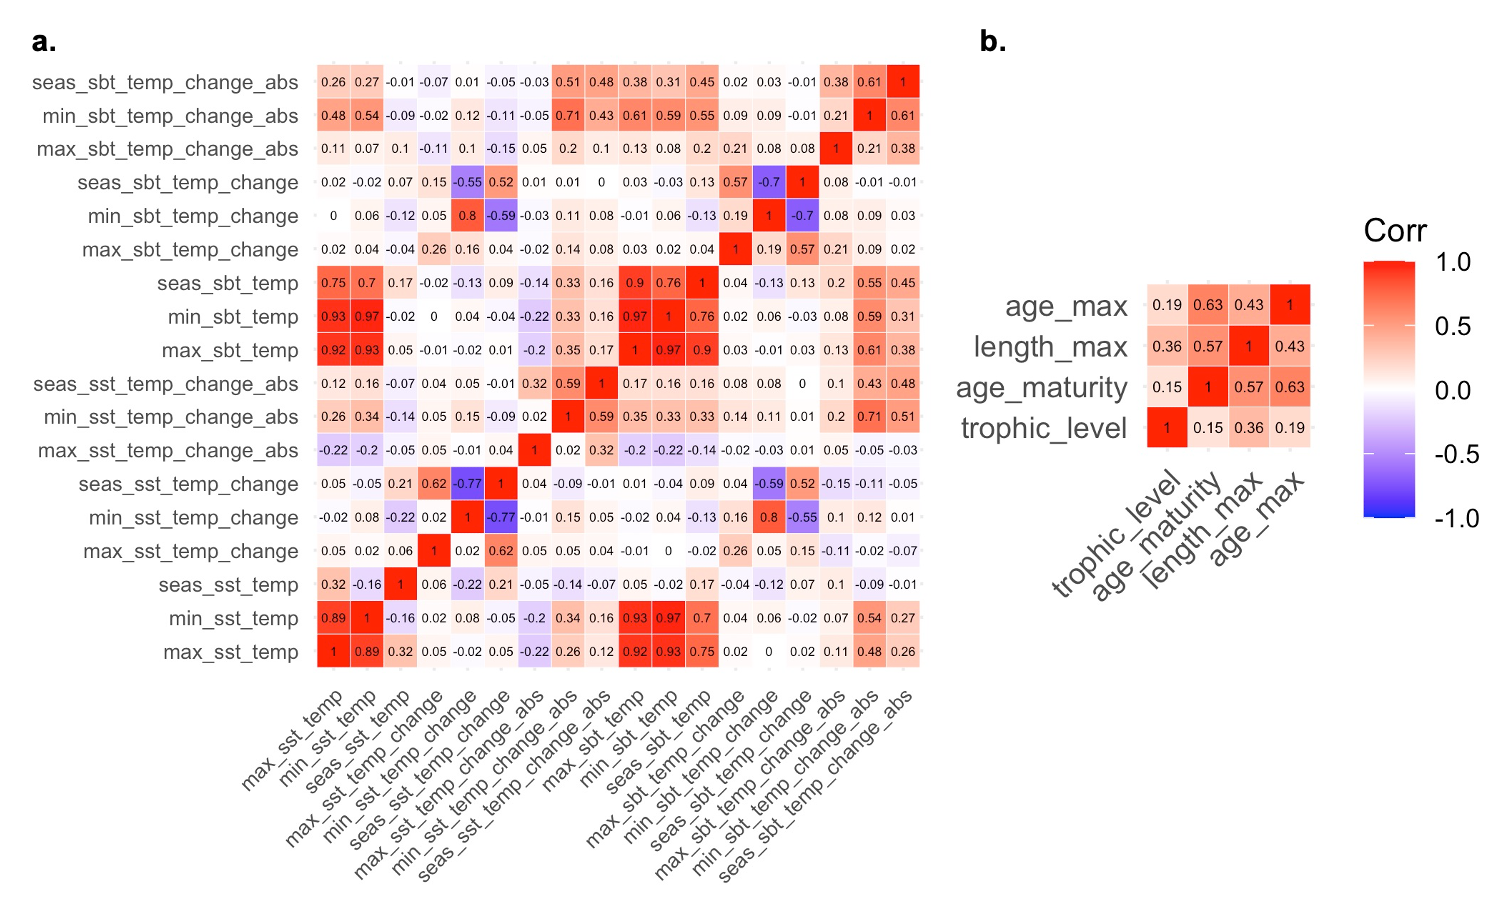 a.
seas_sbt_temp_change_abs 0.26 0.27 -0.01 -0.07 0.01 -0.05 -0.03 0.51 0.48 0.38 0.31 0.45 0.02 0.03 -0.01 0.38 0.61 1
min_sbt_temp_change_abs 0.48 0.54 -0.09 -0.02 0.12 -0.11 -0.05 0.71 0.43 0.61 0.59 0.55 0.09 0.09 -0.01 0.21 1 0.61
max_sbt_temp_change_abs 0.11 0.07 0.1 -0.11 0.1 -0.15 0.05 0.2 0.1 0.13 0.08 0.2 0.21 0.08 0.08 1 0.21 0.38
seas_sbt_temp_change 0.02 -0.02 0.07 0.15 -0.55 0.52 0.01 0.01 0 0.03 -0.03 0.13 0.57 -0.7 1 0.08 -0.01 -0.01
min_sbt_temp_change 0 0.06 -0.12 0.05 0.8 -0.59 -0.03 0.11 0.08 -0.01 0.06 -0.13 0.19 1 -0.7 0.08 0.09 0.03
max_sbt_temp_change 0.02 0.04 -0.04 0.26 0.16 0.04 -0.02 0.14 0.08 0.03 0.02 0.04 1 0.19 0.57 0.21 0.09 0.02
seas_sbt_temp 0.75 0.7 0.17 -0.02 -0.13 0.09 -0.14 0.33 0.16 0.9 0.76 1 0.04 -0.13 0.13 0.2 0.55 0.45
min_sbt_temp 0.93 0.97 -0.02 0 0.04 -0.04 -0.22 0.33 0.16 0.97 1 0.76 0.02 0.06 -0.03 0.08 0.59 0.31
max_sbt_temp 0.92 0.93 0.05 -0.01 -0.02 0.01 -0.2 0.35 0.17 1 0.97 0.9 0.03 -0.01 0.03 0.13 0.61 0.38
seas_sst_temp_change_abs 0.12 0.16 -0.07 0.04 0.05 -0.01 0.32 0.59 1 0.17 0.16 0.16 0.08 0.08 0 0.1 0.43 0.48
min_sst_temp_change_abs 0.26 0.34 -0.14 0.05 0.15 -0.09 0.02 1 0.59 0.35 0.33 0.33 0.14 0.11 0.01 0.2 0.71 0.51
max_sst_temp_change_abs -0.22 -0.2 -0.05 0.05 -0.01 0.04 1 0.02 0.32 -0.2 -0.22 -0.14 -0.02 -0.03 0.01 0.05 -0.05 -0.03
seas_sst_temp_change 0.05 -0.05 0.21 0.62 -0.77 1 0.04 -0.09 -0.01 0.01 -0.04 0.09 0.04 -0.59 0.52 -0.15 -0.11 -0.05
min_sst_temp_change -0.02 0.08 -0.22 0.02 1 -0.77 -0.01 0.15 0.05 -0.02 0.04 -0.13 0.16 0.8 -0.55 0.1 0.12 0.01
max_sst_temp_change 0.05 0.02 0.06 1 0.02 0.62 0.05 0.05 0.04 -0.01 0 -0.02 0.26 0.05 0.15 -0.11 -0.02 -0.07
seas_sst_temp 0.32 -0.16 1 0.06 -0.22 0.21 -0.05 -0.14 -0.07 0.05 -0.02 0.17 -0.04 -0.12 0.07 0.1 -0.09 -0.01
min_sst_temp 0.89 1 -0.16 0.02 0.08 -0.05 -0.2 0.34 0.16 0.93 0.97 0.7 0.04 0.06 -0.02 0.07 0.54 0.27
max_sst_temp 1 0.89 0.32 0.05 -0.02 0.05 -0.22 0.26 0.12 0.92 0.93 0.75 0.02 0 0.02 0.11 0.48 0.26
max_sst_temp
min_sst_temp
seas_sst_temp
max_sst_temp_change
min_sst_temp_change
seas_sst_temp_change
max_sst_temp_change_abs
min_sst_temp_change_abs
seas_sst_temp_change_abs
max_sbt_temp
min_sbt_temp
seas_sbt_temp
max_sbt_temp_change
min_sbt_temp_change
seas_sbt_temp_change
max_sbt_temp_change_abs
min_sbt_temp_change_abs
seas_sbt_temp_change_abs
b.
age_max 0.19 0.63 0.43 1
length_max 0.36 0.57 1 0.43
age_maturity 0.15 1 0.57 0.63
trophic_level 1 0.15 0.36 0.19
trophic_level
age_maturity
length_max
age_max
Corr
1.0
0.5
0.0
-0.5
-1.0